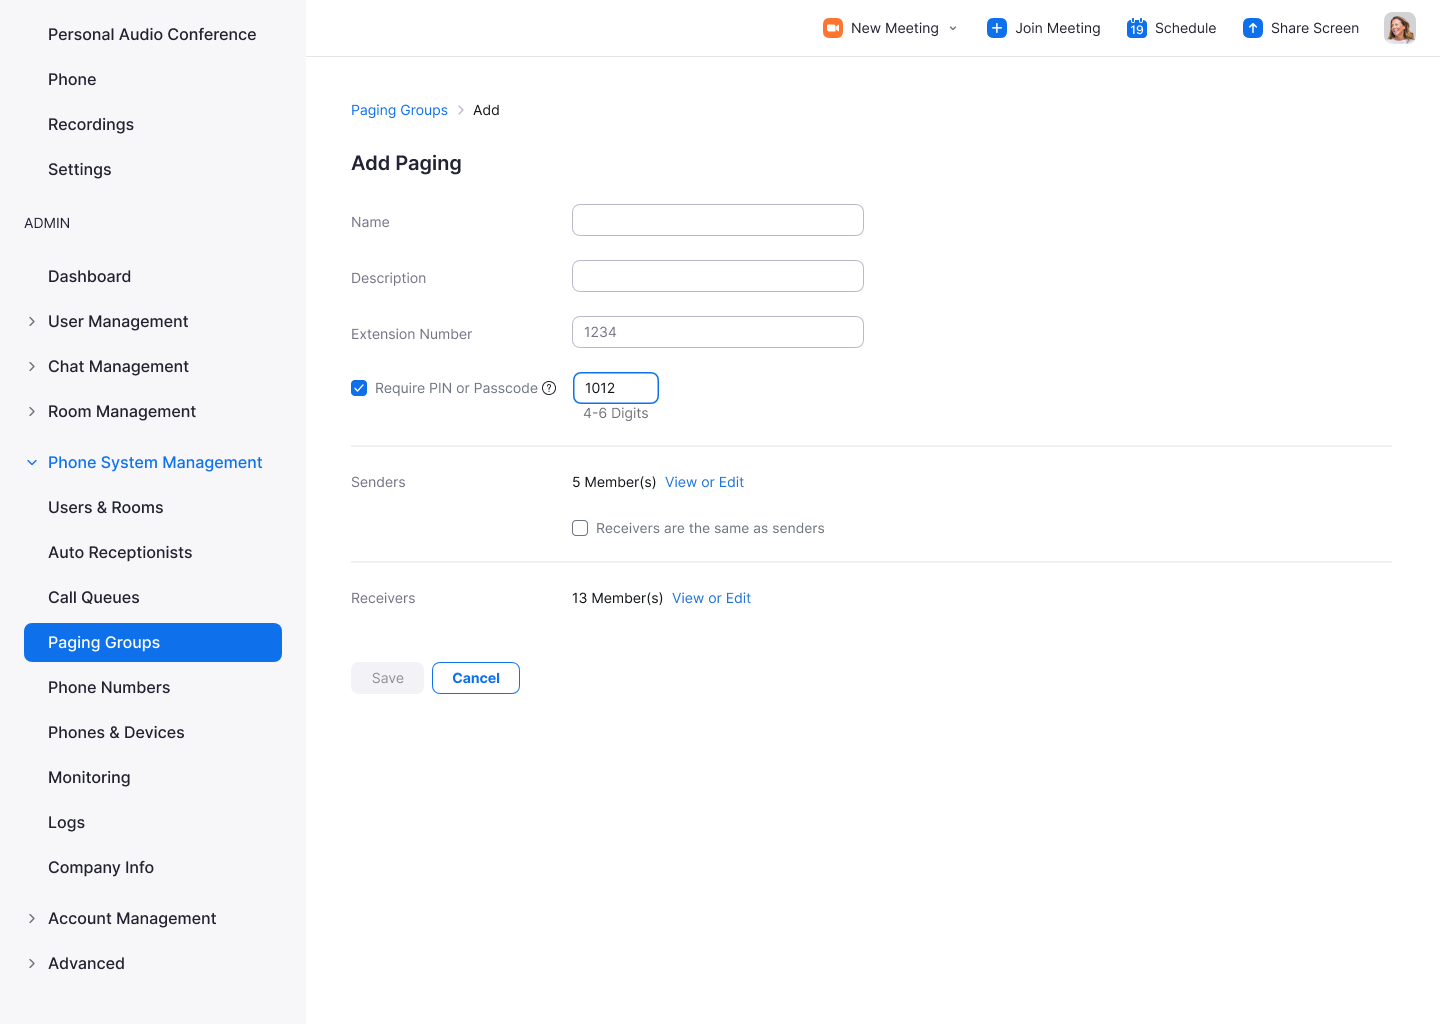 Personal Audio Conference
Phone
Recordings
Settings
ADMIN
Dashboard
User Management
Chat Management
Room Management
Phone System Management
Users & Rooms
Auto Receptionists
Call Queues
Paging Groups
Phone Numbers
Phones & Devices
Monitoring
Logs
Company Info
Account Management
Advanced
New Meeting
Join Meeting
19
Schedule
Share Screen
Paging Groups > Add
Add Paging
Name
Description
Extension Number 1234
Require PIN or Passcode ? 1012
4-6 Digits
Senders 5 Member(s) View or Edit
Receivers are the same as senders
Receivers 13 Member(s) View or Edit
Save Cancel